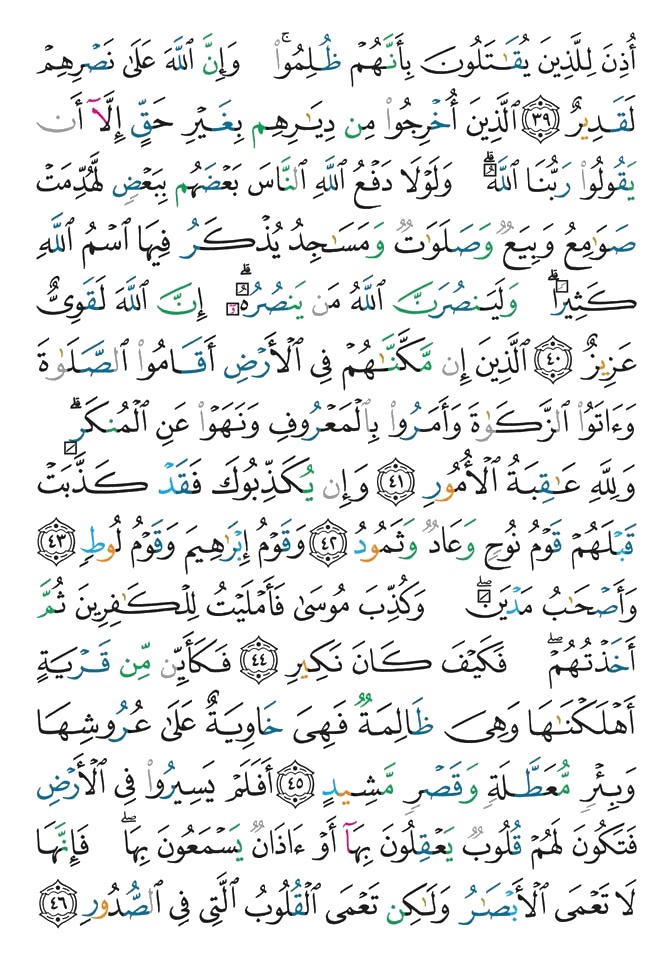 أُذِنَ لِلَّذِينَ يُقَٰتَلُونَ بِأَنَّهُمْ ظُلِمُوا۟ ۚ وَإِنَّ ٱللَّهَ عَلَىٰ نَصْرِهِمْ
لَقَدِيرٌ ﴿٣٩﴾ ٱلَّذِينَ أُخْرِجُوا۟ مِن دِيَٰرِهِم بِغَيْرِ حَقٍّ إِلَّآ أَن
يَقُولُوا۟ رَبُّنَا ٱللَّهُ ۗ وَلَوْلَا دَفْعُ ٱللَّهِ ٱلنَّاسَ بَعْضَهُم بِبَعْضٍ لَّهُدِّمَتْ
صَوَٰمِعُ وَبِيَعٌ وَصَلَوَٰتٌ وَمَسَٰجِدُ يُذْكَرُ فِيهَا ٱسْمُ ٱللَّهِ
كَثِيرًا ۗ وَلَيَنصُرَنَّ ٱللَّهُ مَن يَنصُرُهُۥٓ ۗ إِنَّ ٱللَّهَ لَقَوِىٌّ
عَزِيزٌ ﴿٤٠﴾ ٱلَّذِينَ إِن مَّكَّنَّٰهُمْ فِى ٱلْأَرْضِ أَقَامُوا۟ ٱلصَّلَوٰةَ
وَءَاتَوُا۟ ٱلزَّكَوٰةَ وَأَمَرُوا۟ بِٱلْمَعْرُوفِ وَنَهَوْا۟ عَنِ ٱلْمُنكَرِ ۗ
وَلِلَّهِ عَٰقِبَةُ ٱلْأُمُورِ ﴿٤١﴾ وَإِن يُكَذِّبُوكَ فَقَدْ كَذَّبَتْ
قَبْلَهُمْ قَوْمُ نُوحٍ وَعَادٌ وَثَمُودُ ﴿٤٢﴾ وَقَوْمُ إِبْرَٰهِيمَ وَقَوْمُ لُوطٍ ﴿٤٣﴾
وَأَصْحَٰبُ مَدْيَنَ ۖ وَكُذِّبَ مُوسَىٰ فَأَمْلَيْتُ لِلْكَٰفِرِينَ ثُمَّ
أَخَذْتُهُمْ ۖ فَكَيْفَ كَانَ نَكِيرِ ﴿٤٤﴾ فَكَأَيِّن مِّن قَرْيَةٍ
أَهْلَكْنَٰهَا وَهِىَ ظَالِمَةٌ فَهِىَ خَاوِيَةٌ عَلَىٰ عُرُوشِهَا
وَبِئْرٍ مُّعَطَّلَةٍ وَقَصْرٍ مَّشِيدٍ ﴿٤٥﴾ أَفَلَمْ يَسِيرُوا۟ فِى ٱلْأَرْضِ
فَتَكُونَ لَهُمْ قُلُوبٌ يَعْقِلُونَ بِهَآ أَوْ ءَاذَانٌ يَسْمَعُونَ بِهَا ۖ فَإِنَّهَا
لَا تَعْمَى ٱلْأَبْصَٰرُ وَلَٰكِن تَعْمَى ٱلْقُلُوبُ ٱلَّتِى فِى ٱلصُّدُورِ ﴿٤٦﴾